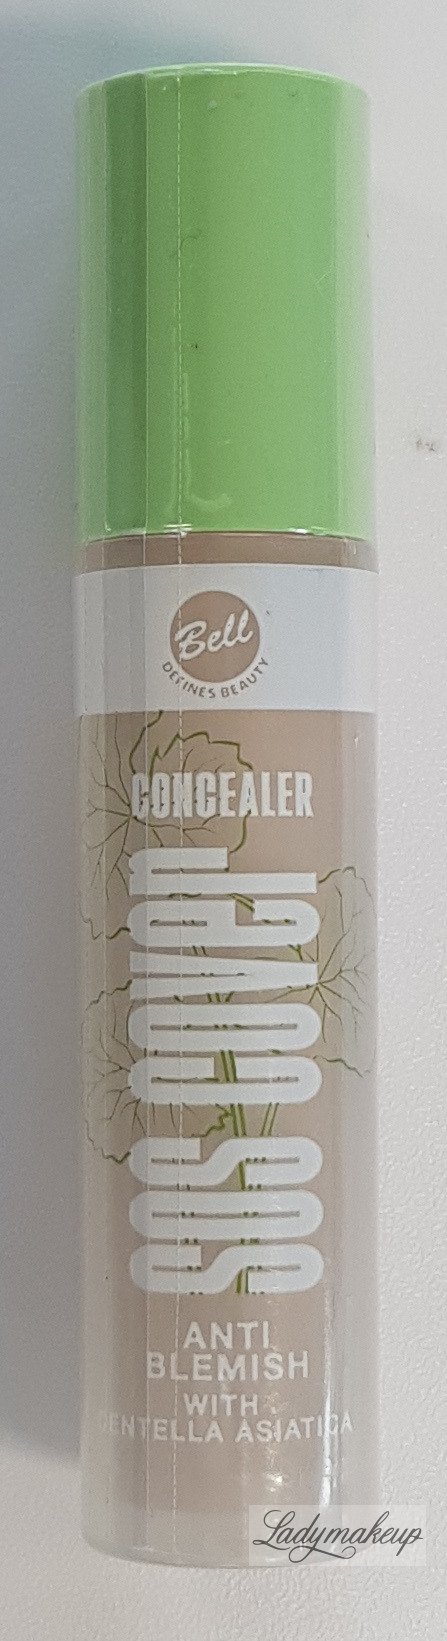 Bell
DEFINES BEAUTY
CONCEALER
SOS COVER
ANTI
BLEMISH
WITH
CENTELLA ASIATICA
Ladymakeup